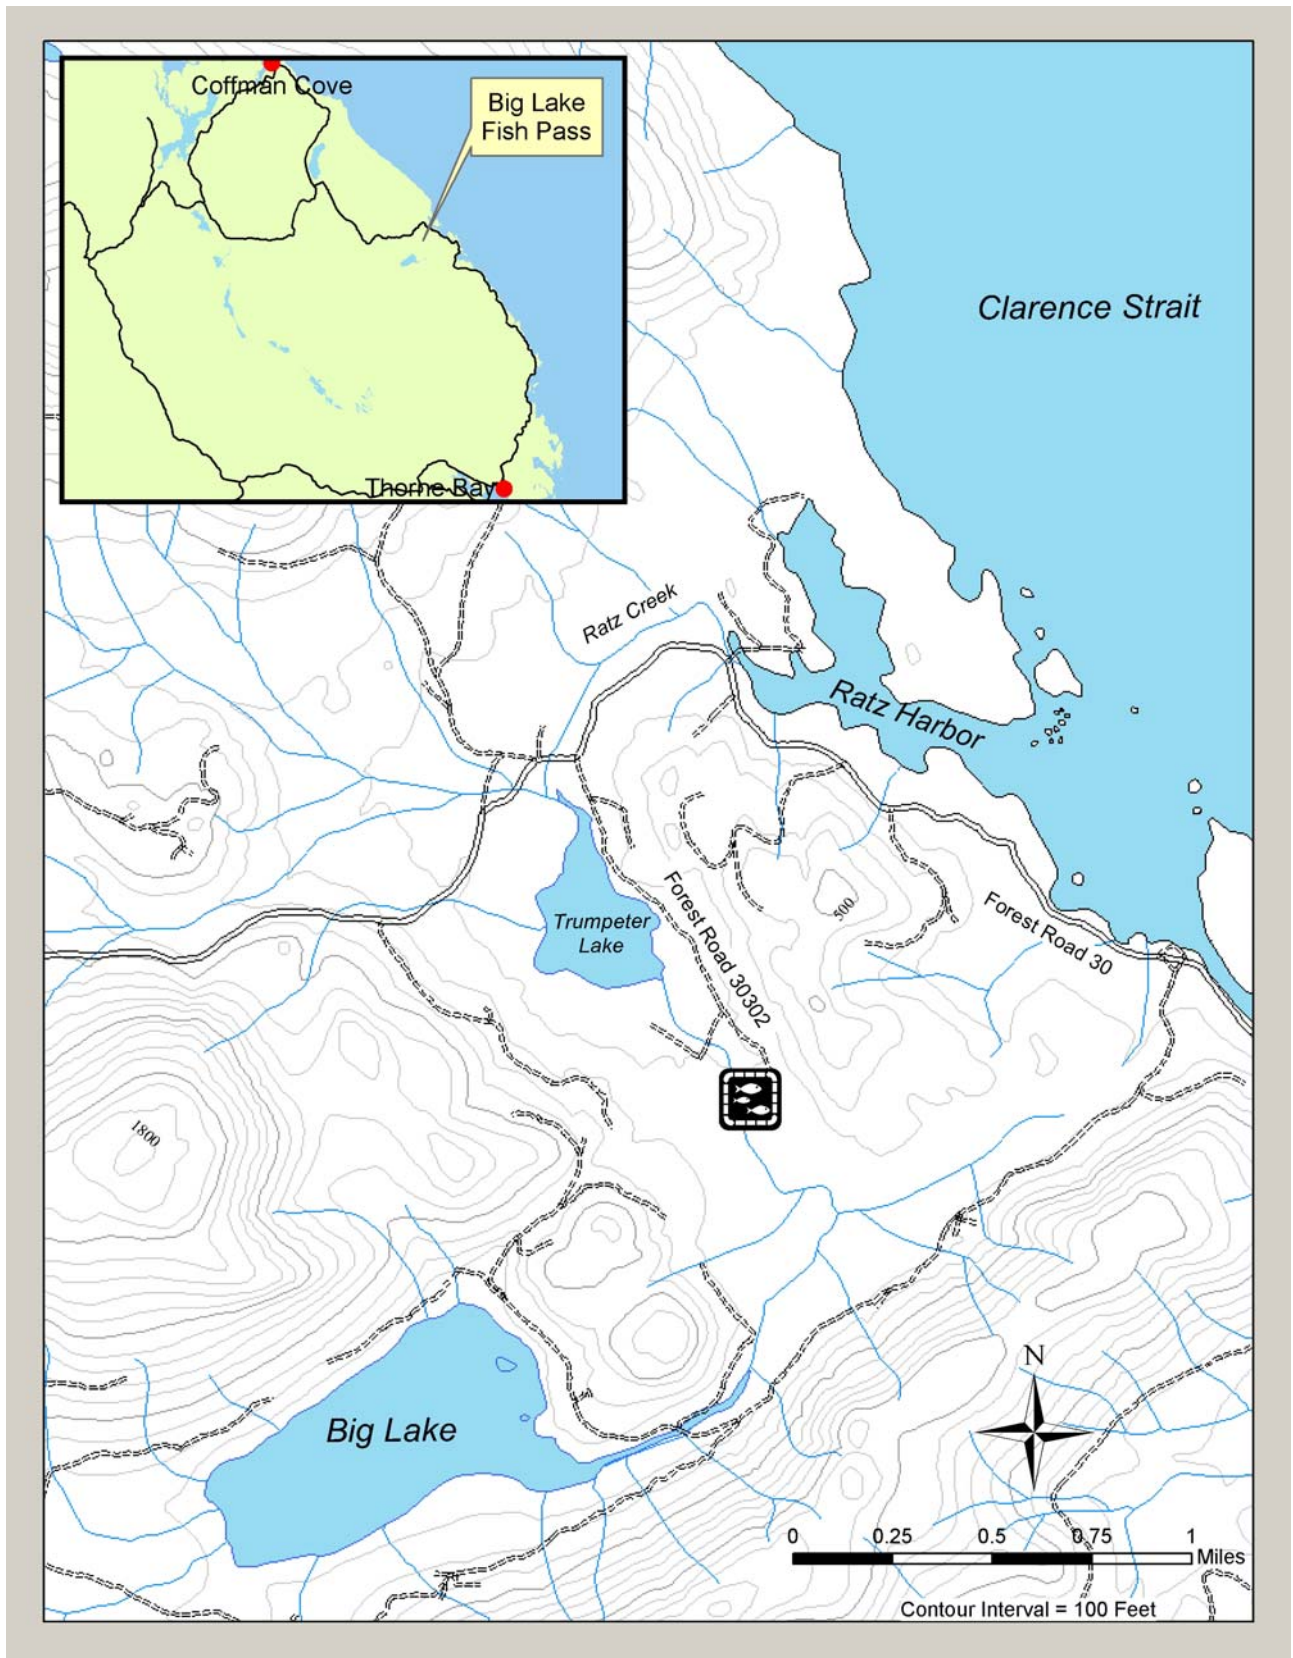 Coffman Cove
Big Lake
Fish Pass
Thorne Bay
Clarence Strait
Ratz Creek
Ratz Harbor
Trumpeter
Lake
Forest Road 30302
500
Forest Road 30
1800
Big Lake
N
0 0.25 0.5 0.75 1
Miles
Contour Interval = 100 Feet